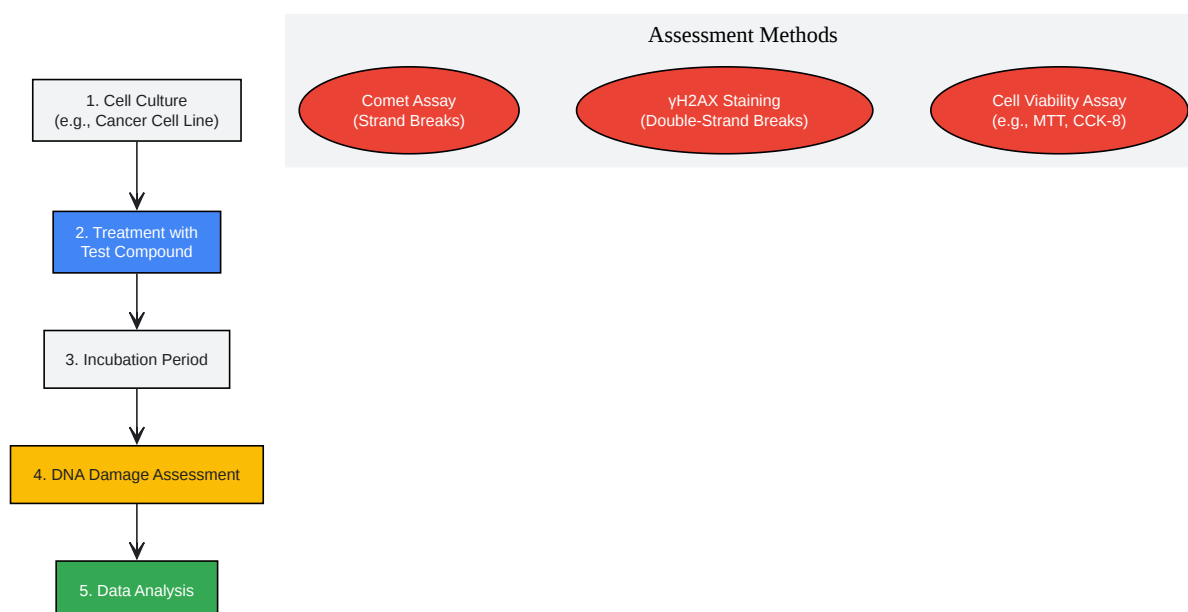 Assessment Methods
1. Cell Culture
(e.g., Cancer Cell Line)
Comet Assay
(Strand Breaks)
γH2AX Staining
(Double-Strand Breaks)
Cell Viability Assay
(e.g., MTT, CCK-8)
2. Treatment with
Test Compound
3. Incubation Period
4. DNA Damage Assessment
5. Data Analysis